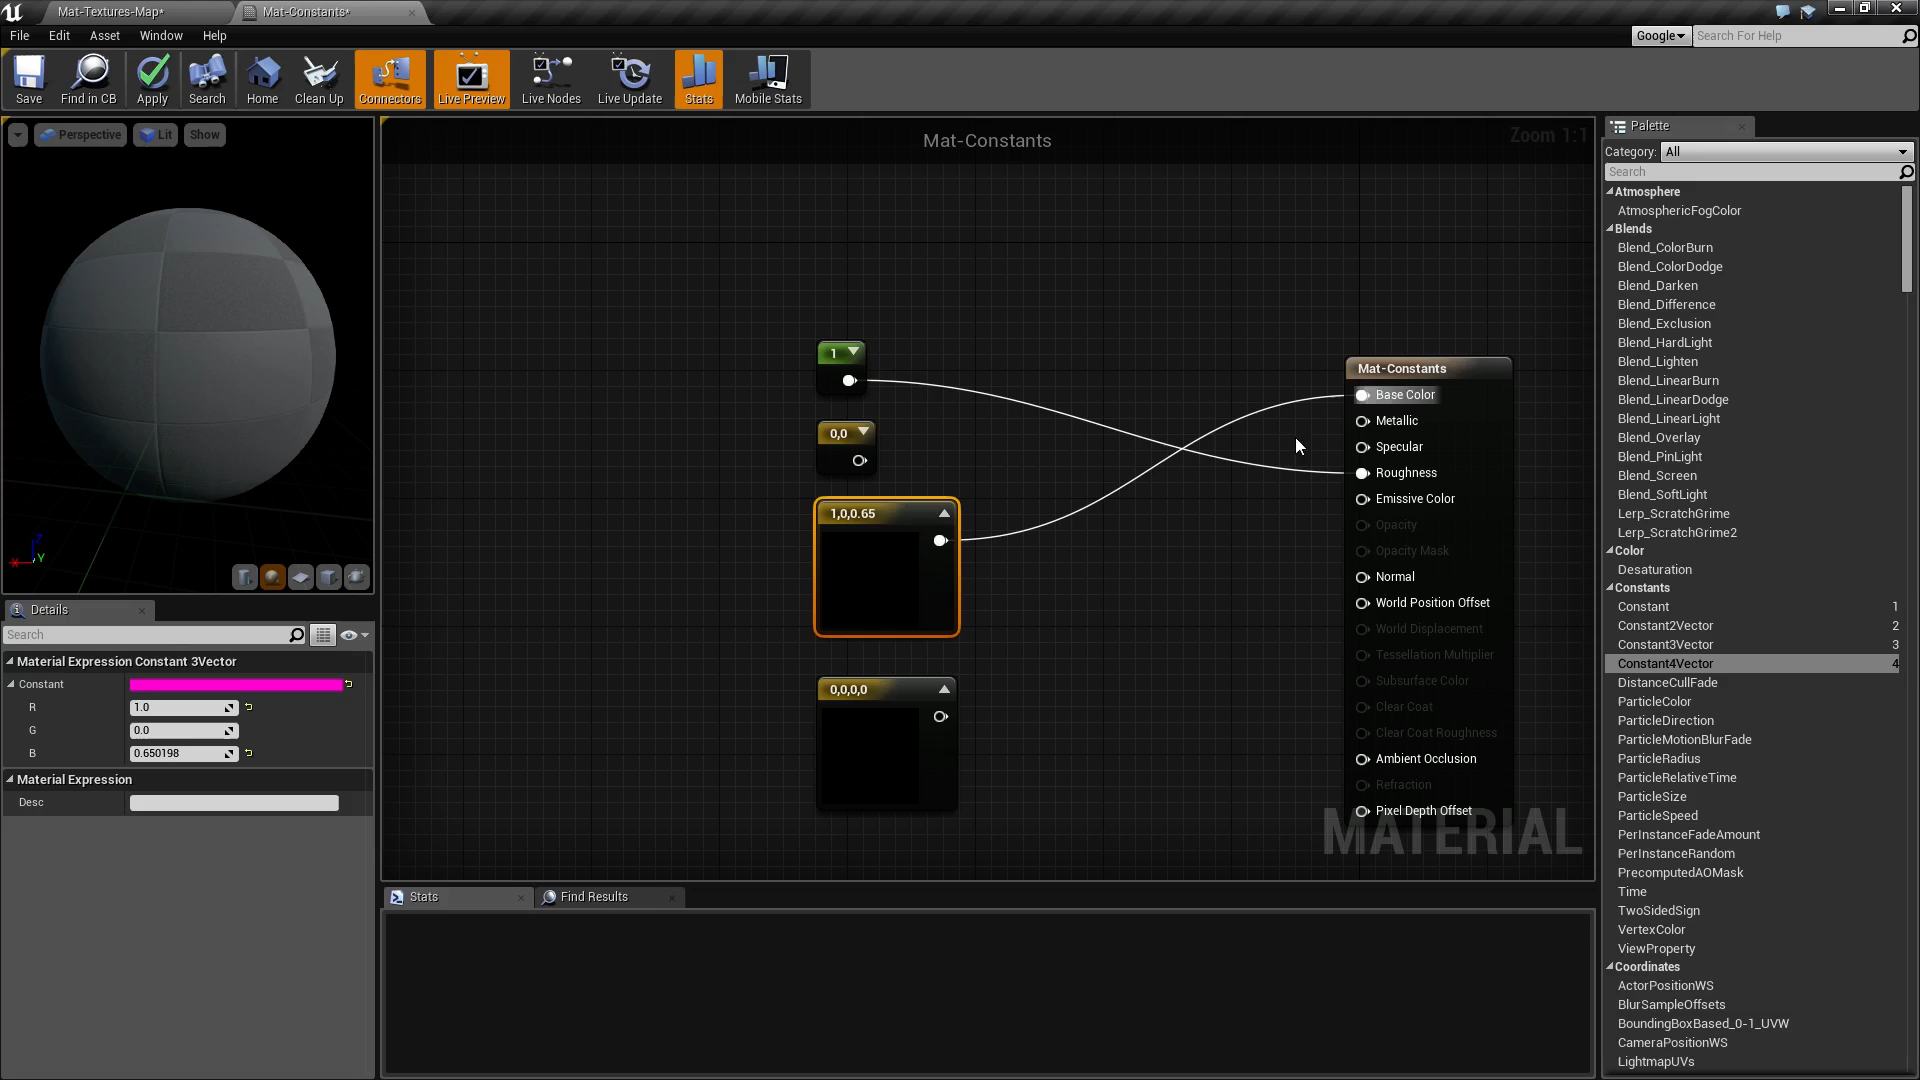 Mat-Textures-Map*
Mat-Constants*
File Edit Asset Window Help
Google
Search For Help
Save
Find in CB
Apply
Search
Home
Clean Up
Connectors
Live Preview
Live Nodes
Live Update
Stats
Mobile Stats
Perspective
Lit
Show
Mat-Constants
Zoom 1:1
1
0,0
1,0,0.65
0,0,0,0
Mat-Constants
Base Color
Metallic
Specular
Roughness
Emissive Color
Opacity
Opacity Mask
Normal
World Position Offset
World Displacement
Tessellation Multiplier
Subsurface Color
Clear Coat
Clear Coat Roughness
Ambient Occlusion
Refraction
Pixel Depth Offset
MATERIAL
X
Y
Z
Details
Search
Material Expression Constant 3Vector
Constant
R 1.0
G 0.0
B 0.650198
Material Expression
Desc
Stats
Find Results
Palette
Category: All
Search
Atmosphere
AtmosphericFogColor
Blends
Blend_ColorBurn
Blend_ColorDodge
Blend_Darken
Blend_Difference
Blend_Exclusion
Blend_HardLight
Blend_Lighten
Blend_LinearBurn
Blend_LinearDodge
Blend_LinearLight
Blend_Overlay
Blend_PinLight
Blend_Screen
Blend_SoftLight
Lerp_ScratchGrime
Lerp_ScratchGrime2
Color
Desaturation
Constants
Constant 1
Constant2Vector 2
Constant3Vector 3
Constant4Vector 4
DistanceCullFade
ParticleColor
ParticleDirection
ParticleMotionBlurFade
ParticleRadius
ParticleRelativeTime
ParticleSize
ParticleSpeed
PerInstanceFadeAmount
PerInstanceRandom
PrecomputedAOMask
Time
TwoSidedSign
VertexColor
ViewProperty
Coordinates
ActorPositionWS
BlurSampleOffsets
BoundingBoxBased_0-1_UVW
CameraPositionWS
LightmapUVs